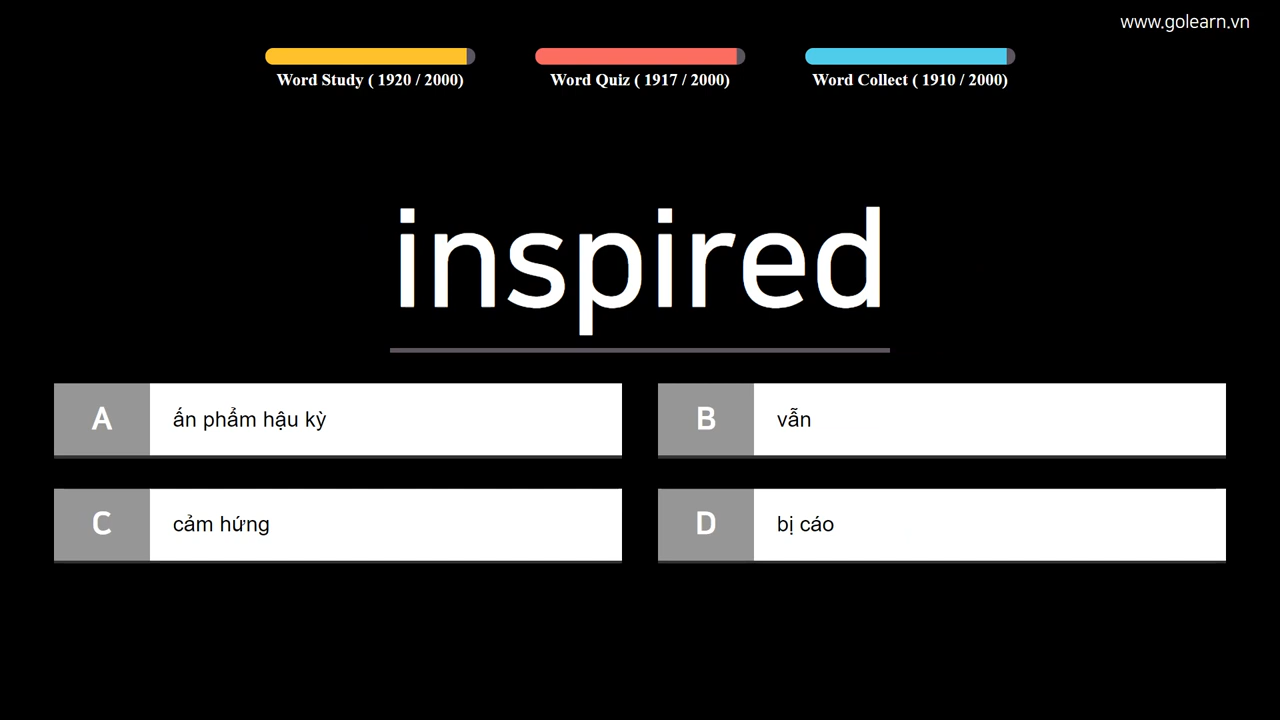 www.golearn.vn
Word Study ( 1920 / 2000)
Word Quiz ( 1917 / 2000)
Word Collect ( 1910 / 2000)
inspired
A ấn phẩm hậu kỳ
B vẫn
C cảm hứng
D bị cáo